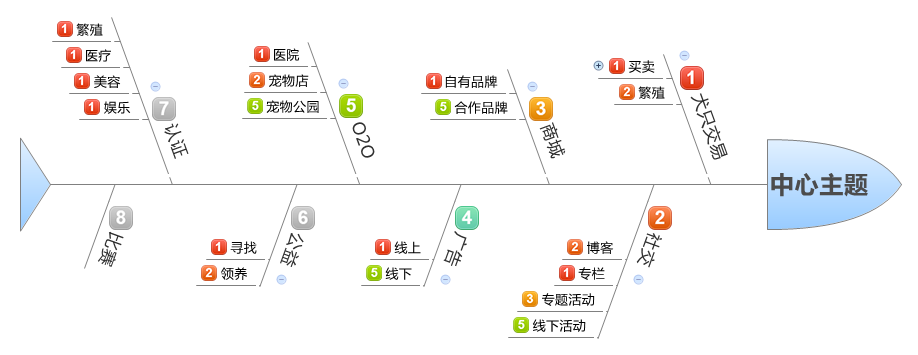 1 繁殖
1 医疗
1 美容
1 娱乐
7 认证
1 医院
2 宠物店
5 宠物公园
5 O2O
1 自有品牌
5 合作品牌
3 商城
1 买卖
2 繁殖
1 犬只交易
中心主题
8 比赛
6 公益
1 寻找
2 领养
4 广告
1 线上
5 线下
2 社交
2 博客
1 专栏
3 专题活动
5 线下活动